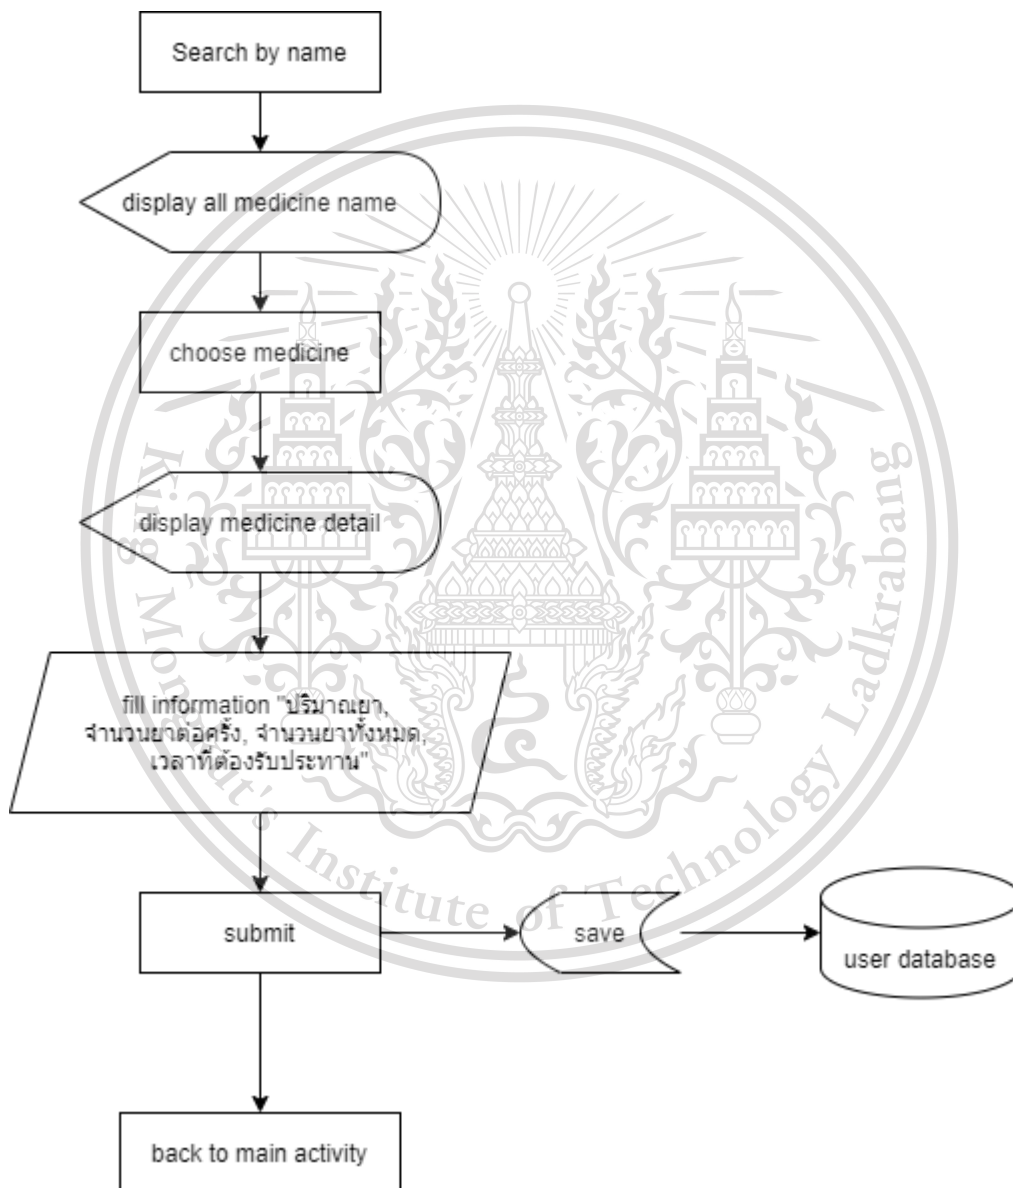 Search by name
display all medicine name
choose medicine
display medicine detail
fill information "ปริมาณยา,
จำนวนยาต่อครั้ง, จำนวนยาทั้งหมด,
เวลาที่ต้องรับประทาน"
submit
save
user database
back to main activity
King Mongkut's Institute of Technology Ladkrabang